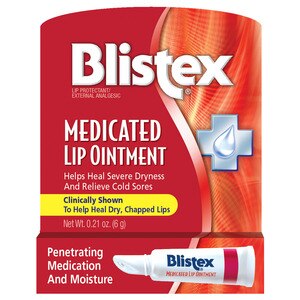 Blistex®
LIP PROTECTANT/
EXTERNAL ANALGESIC
MEDICATED
LIP OINTMENT
Helps Heal Severe Dryness
And Relieve Cold Sores
Clinically Shown
To Help Heal Dry, Chapped Lips
Net Wt. 0.21 oz. (6 g)
Penetrating
Medication
And Moisture
Blistex
MEDICATED LIP OINTMENT